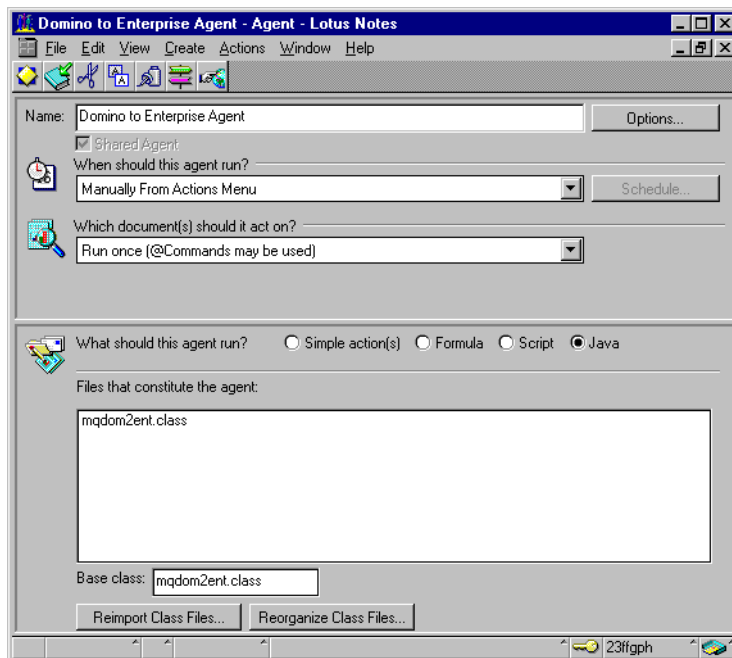 Domino to Enterprise Agent - Agent - Lotus Notes
File Edit View Create Actions Window Help
Name: Domino to Enterprise Agent Options...
Shared Agent
When should this agent run?
Manually From Actions Menu Schedule...
Which document(s) should it act on?
Run once (@Commands may be used)
What should this agent run? Simple action(s) Formula Script Java
Files that constitute the agent:
mqdom2ent.class
Base class: mqdom2ent.class
Reimport Class Files... Reorganize Class Files...
23ffgph